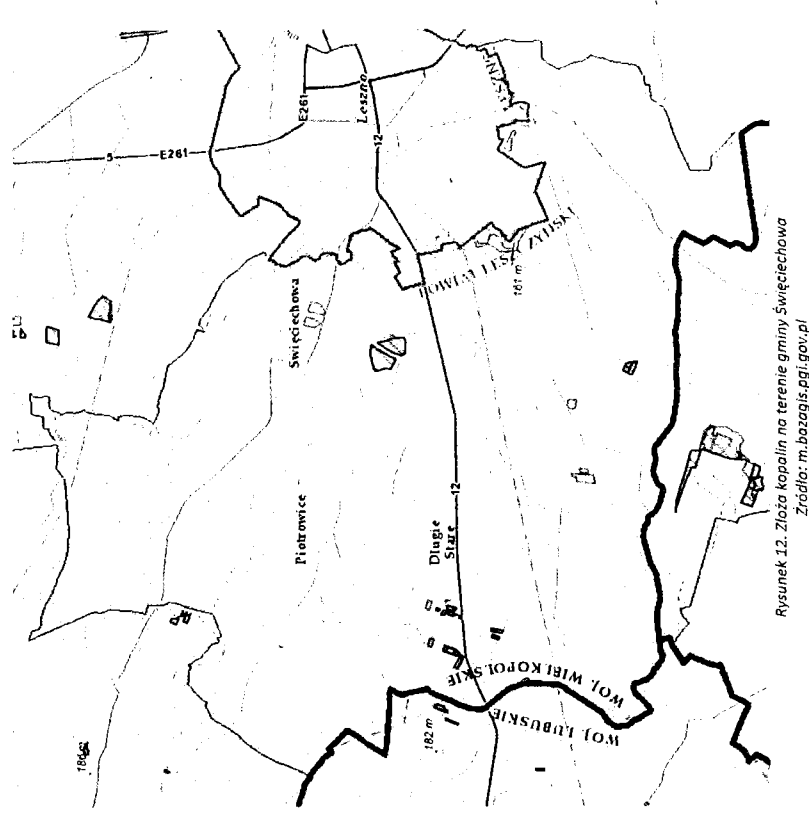 5
E261
E261
Leszno
12
LESZNO
Święciechowa
POWIAT LESZCZYŃSKI
181 m
Piotrowice
12
Długie
Stare
WOJ. WIELKOPOLSKIE
WOJ. LUBUSKIE
182 m
Rysunek 12. Złoża kopalin na terenie gminy Święciechowa
Źródło: m.bazagis.pgi.gov.pl